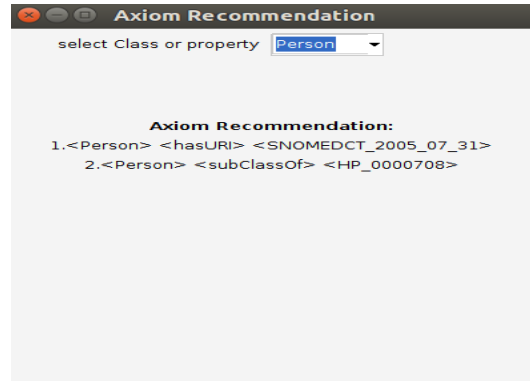 Axiom Recommendation
select Class or property Person
Axiom Recommendation:
1.<Person> <hasURI> <SNOMEDCT_2005_07_31>
2.<Person> <subClassOf> <HP_0000708>